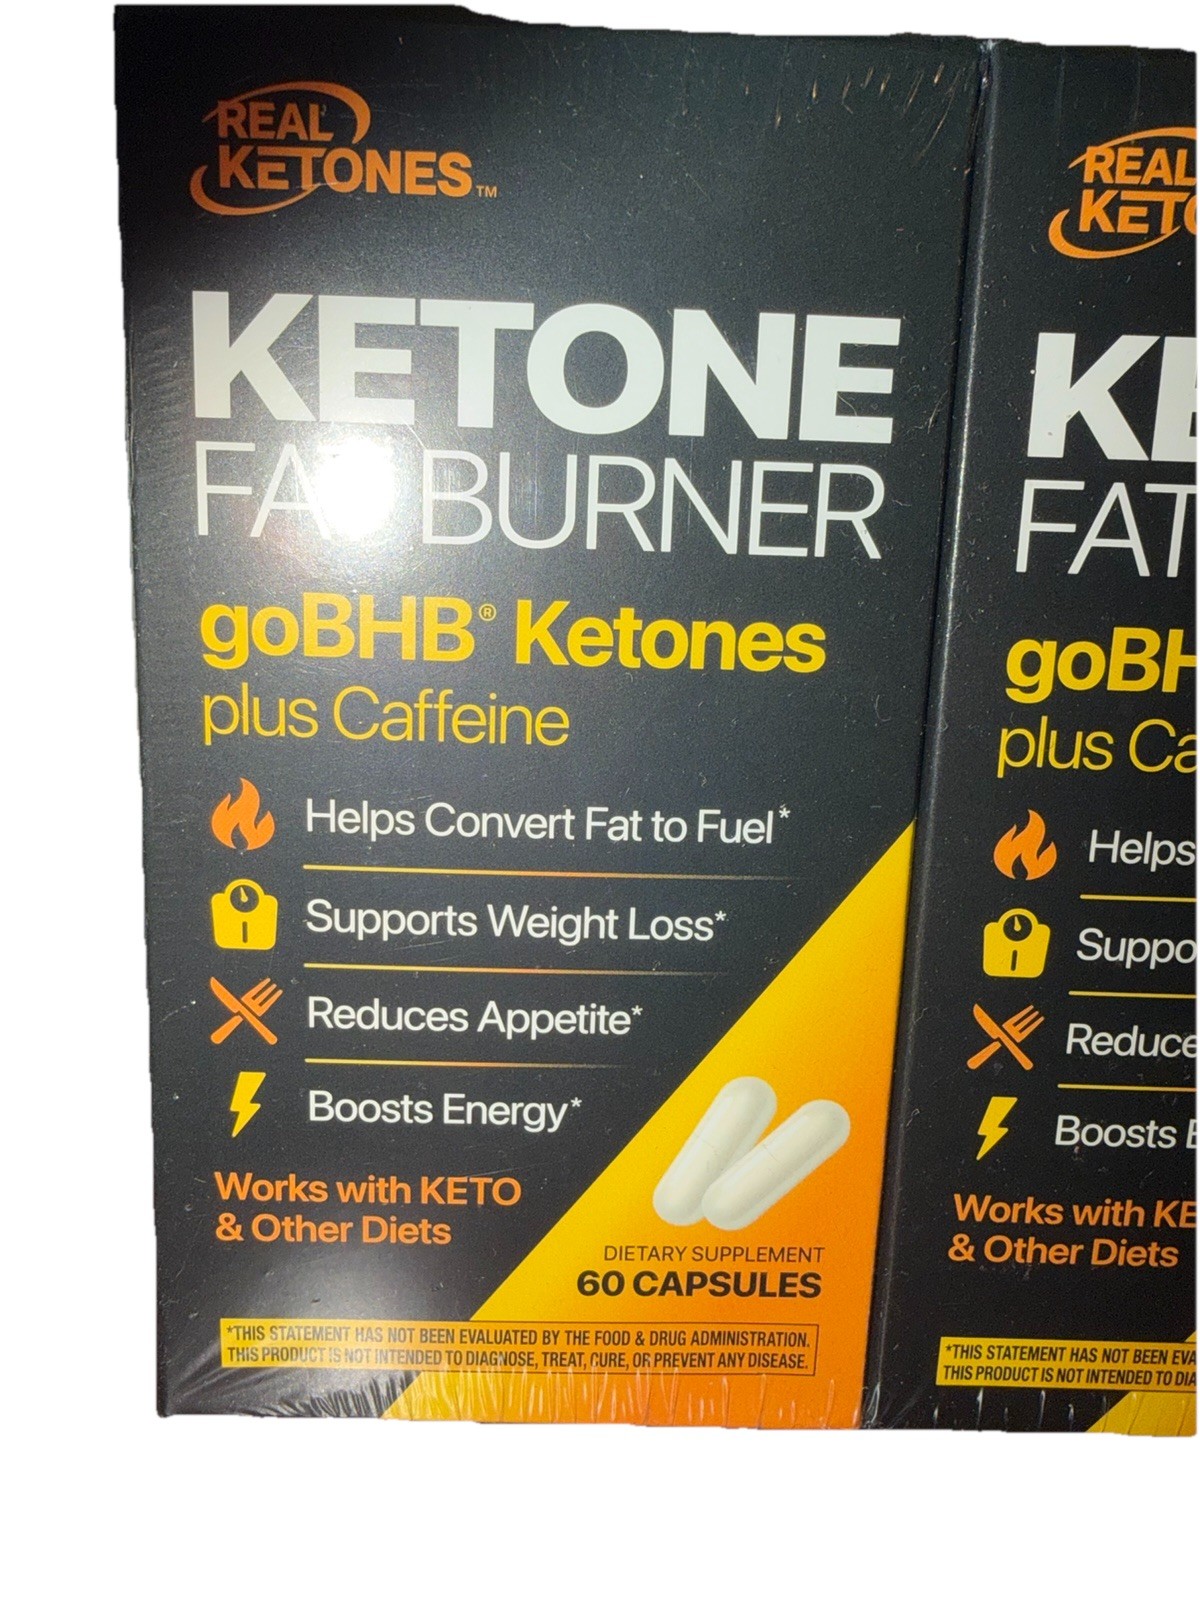 REAL
KETONES™
KETONE
FAT BURNER
goBHB® Ketones
plus Caffeine
Helps Convert Fat to Fuel*
Supports Weight Loss*
Reduces Appetite*
Boosts Energy*
Works with KETO
& Other Diets
DIETARY SUPPLEMENT
60 CAPSULES
*THIS STATEMENT HAS NOT BEEN EVALUATED BY THE FOOD & DRUG ADMINISTRATION.
THIS PRODUCT IS NOT INTENDED TO DIAGNOSE, TREAT, CURE, OR PREVENT ANY DISEASE.
REAL
KETO
KE
FAT
goBH
plus Ca
Helps
Suppo
Reduce
Boosts E
Works with KE
& Other Diets
*THIS STATEMENT HAS NOT BEEN EVA
THIS PRODUCT IS NOT INTENDED TO DIA